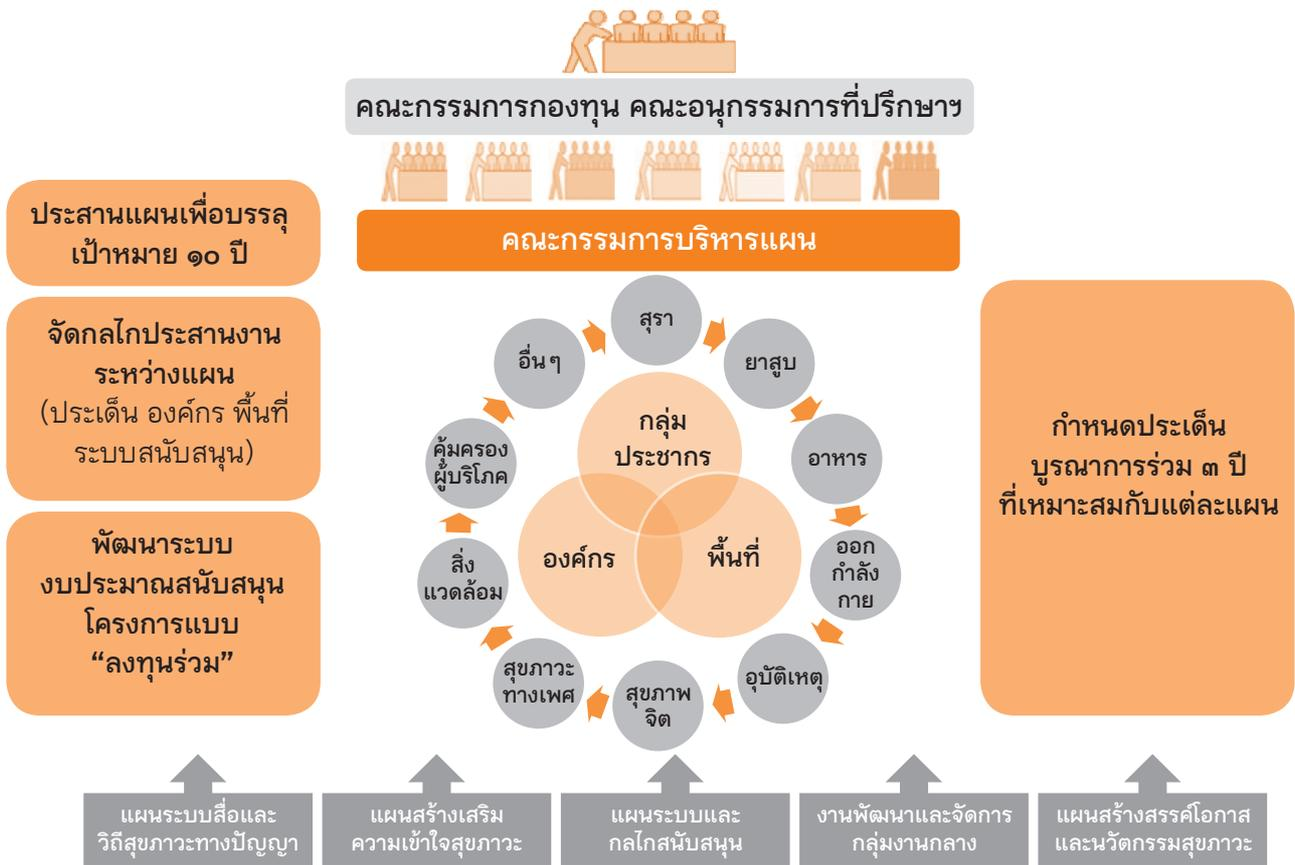 คณะกรรมการกองทุน คณะอนุกรรมการที่ปรึกษาฯ
คณะกรรมการบริหารแผน
ประสานแผนเพื่อบรรลุ
เป้าหมาย ๑๐ ปี
จัดกลไกประสานงาน
ระหว่างแผน
(ประเด็น องค์กร พื้นที่
ระบบสนับสนุน)
พัฒนาระบบ
งบประมาณสนับสนุน
โครงการแบบ
“ลงทุนร่วม”
สุรา
ยาสูบ
อาหาร
ออก
กำลัง
กาย
อุบัติเหตุ
สุขภาพ
จิต
สุขภาวะ
ทางเพศ
สิ่ง
แวดล้อม
คุ้มครอง
ผู้บริโภค
อื่นๆ
กลุ่ม
ประชากร
องค์กร
พื้นที่
กำหนดประเด็น
บูรณาการร่วม ๓ ปี
ที่เหมาะสมกับแต่ละแผน
แผนระบบสื่อและ
วิถีสุขภาวะทางปัญญา
แผนสร้างเสริม
ความเข้าใจสุขภาวะ
แผนระบบและ
กลไกสนับสนุน
งานพัฒนาและจัดการ
กลุ่มงานกลาง
แผนสร้างสรรค์โอกาส
และนวัตกรรมสุขภาวะ